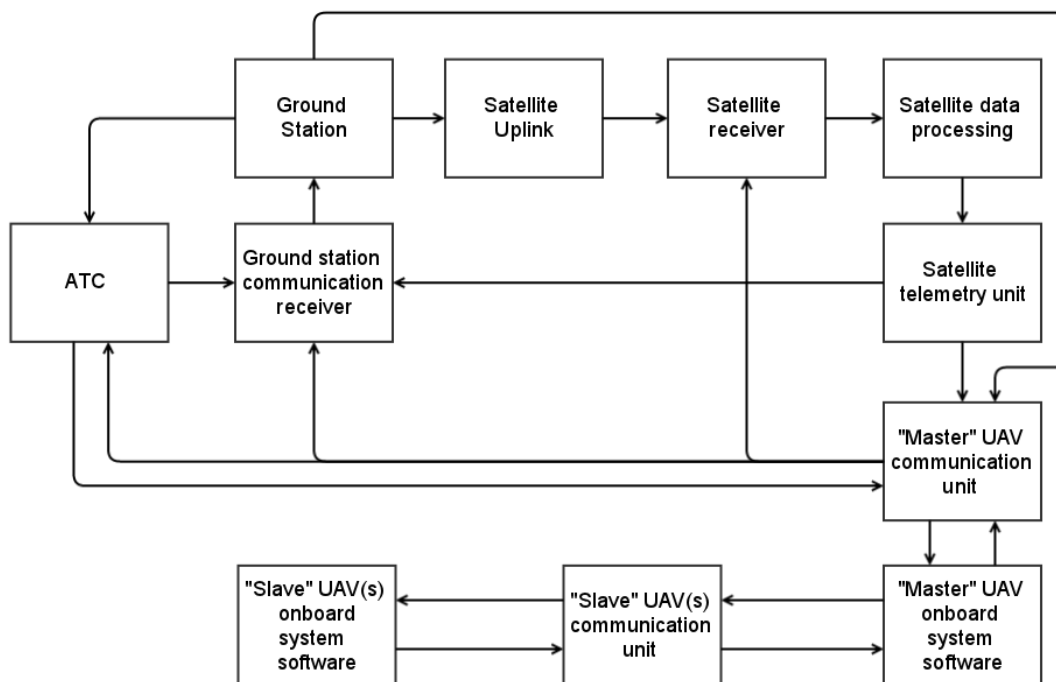 Ground
Station
Satellite
Uplink
Satellite
receiver
Satellite data
processing
ATC
Ground station
communication
receiver
Satellite
telemetry unit
"Master" UAV
communication
unit
"Slave" UAV(s)
onboard
system
software
"Slave" UAV(s)
communication
unit
"Master" UAV
onboard
system
software